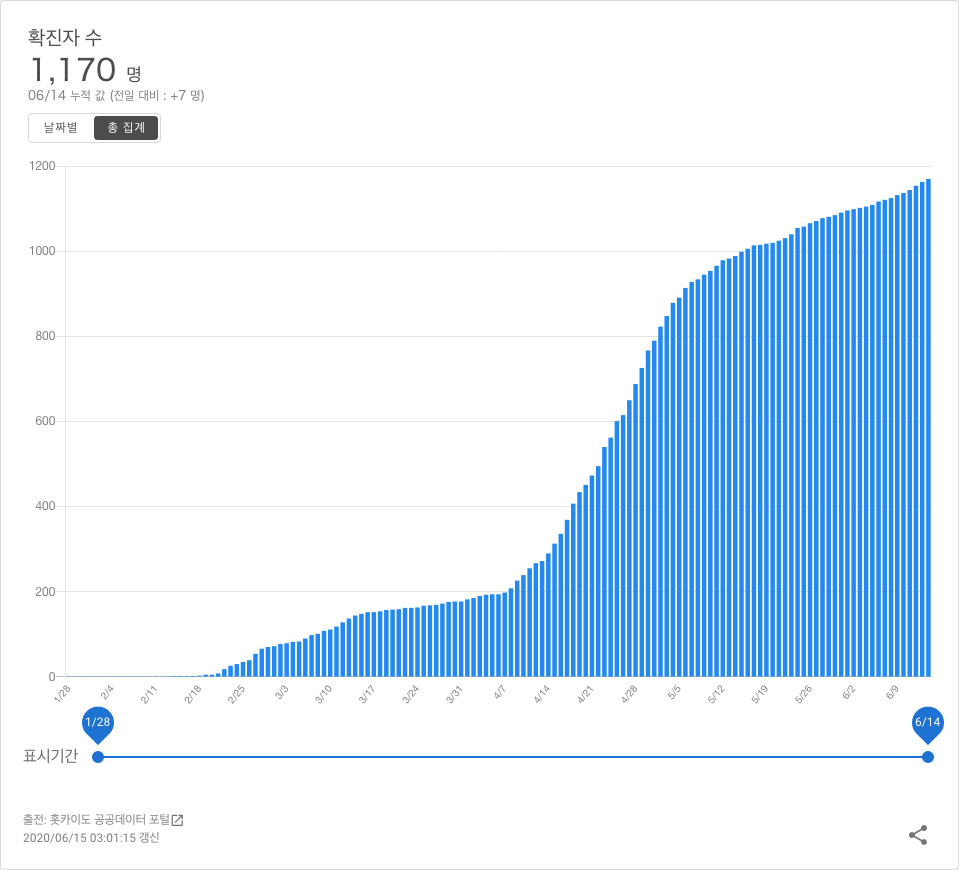 확진자 수
1,170 명
06/14 누적 값 (전일 대비 : +7 명)
날짜별 총 집계
1200
1000
800
600
400
200
0
1/28 2/4 2/11 2/18 2/25 3/3 3/10 3/17 3/24 3/31 4/7 4/14 4/21 4/28 5/5 5/12 5/19 5/26 6/2 6/9
1/28 6/14
표시기간
출전: 홋카이도 공공데이터 포털
2020/06/15 03:01:15 갱신